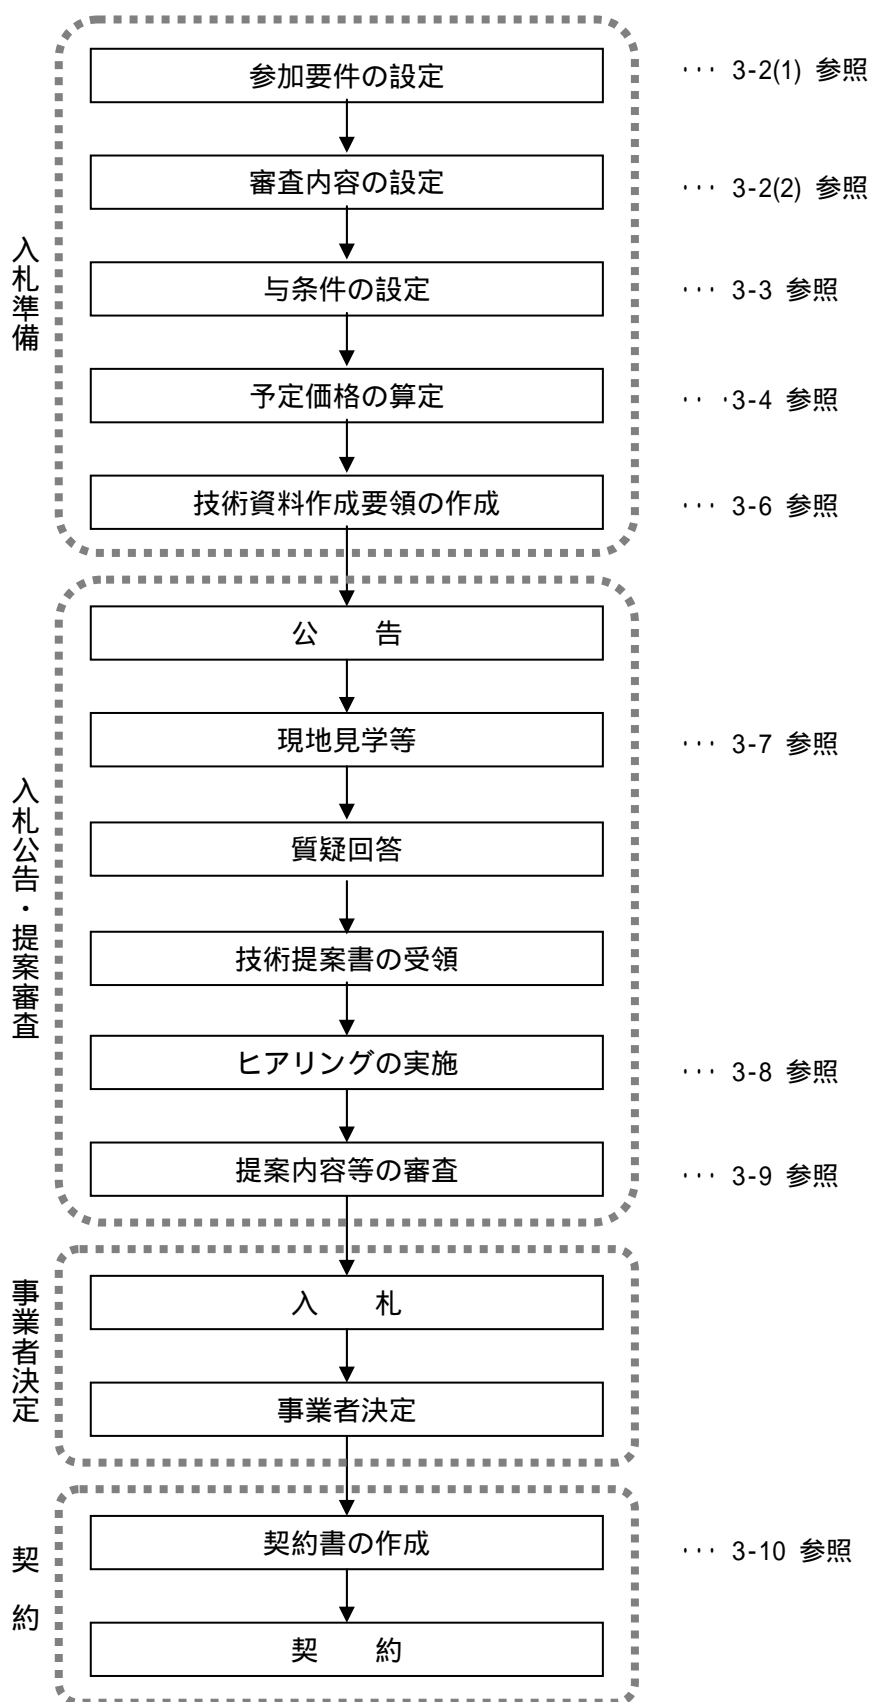 入札準備
参加要件の設定 ··· 3-2(1) 参照
審査内容の設定 ··· 3-2(2) 参照
与条件の設定 ··· 3-3 参照
予定価格の算定 ·· ·3-4 参照
技術資料作成要領の作成 ··· 3-6 参照
入札公告・提案審査
公　　告
現地見学等 ··· 3-7 参照
質疑回答
技術提案書の受領
ヒアリングの実施 ··· 3-8 参照
提案内容等の審査 ··· 3-9 参照
事業者決定
入　　札
事業者決定
契　約
契約書の作成 ··· 3-10 参照
契　　約